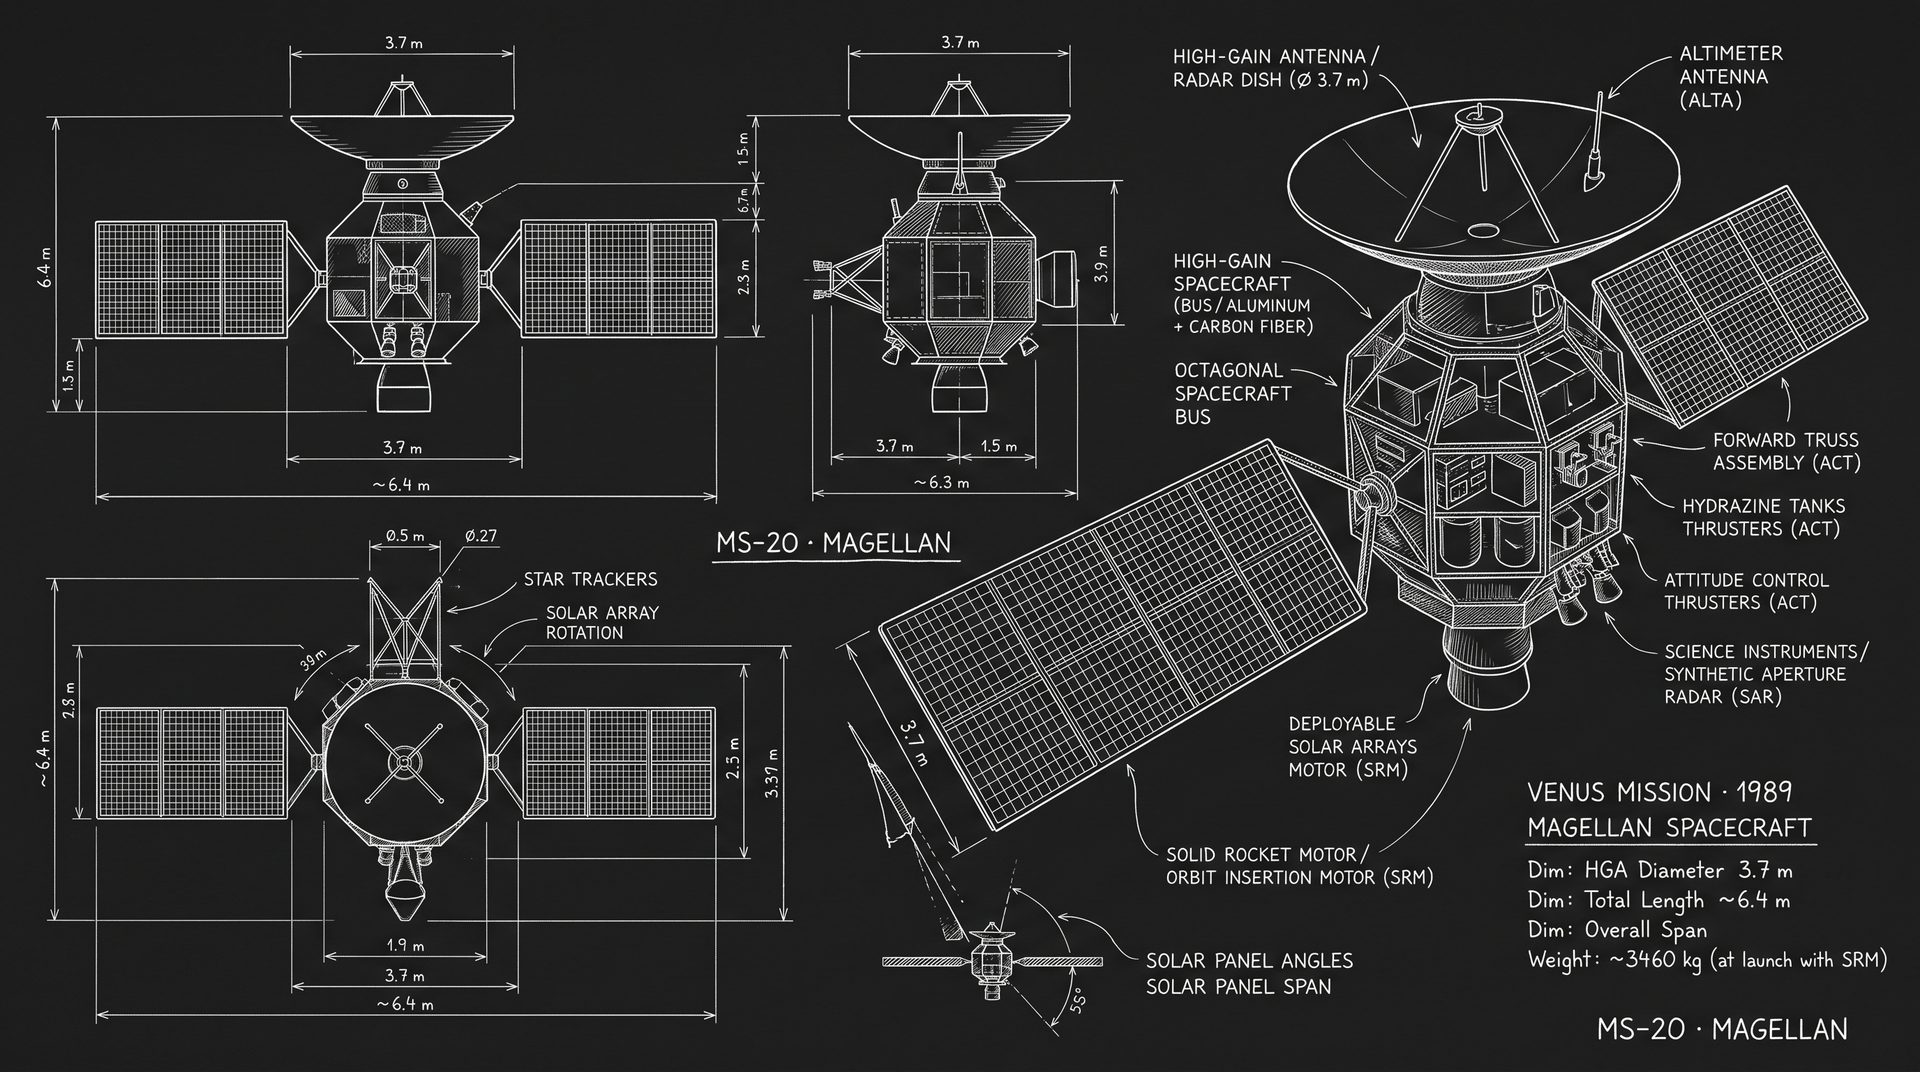 3.7 m
6.4 m
1.5 m
1.5 m
6.7m
2.3 m
3.7 m
~6.4 m
3.7 m
3.9 m
3.7 m
1.5 m
~6.3 m
HIGH-GAIN ANTENNA/
RADAR DISH (Ø 3.7 m)
ALTIMETER
ANTENNA
(ALTA)
HIGH-GAIN
SPACECRAFT
(BUS/ALUMINUM
+ CARBON FIBER)
OCTAGONAL
SPACECRAFT
BUS
FORWARD TRUSS
ASSEMBLY (ACT)
HYDRAZINE TANKS
THRUSTERS (ACT)
ATTITUDE CONTROL
THRUSTERS (ACT)
SCIENCE INSTRUMENTS/
SYNTHETIC APERTURE
RADAR (SAR)
DEPLOYABLE
SOLAR ARRAYS
MOTOR (SRM)
SOLID ROCKET MOTOR/
ORBIT INSERTION MOTOR (SRM)
3.7 m
MS-20 · MAGELLAN
0.5 m
Ø.27
STAR TRACKERS
SOLAR ARRAY
ROTATION
39 m
~6.4 m
2.8 m
2.5 m
3.37 m
1.9 m
3.7 m
~6.4 m
SOLAR PANEL ANGLES
SOLAR PANEL SPAN
55°
VENUS MISSION · 1989
MAGELLAN SPACECRAFT
Dim: HGA Diameter 3.7 m
Dim: Total Length ~6.4 m
Dim: Overall Span
Weight: ~3460 kg (at launch with SRM)
MS-20 · MAGELLAN